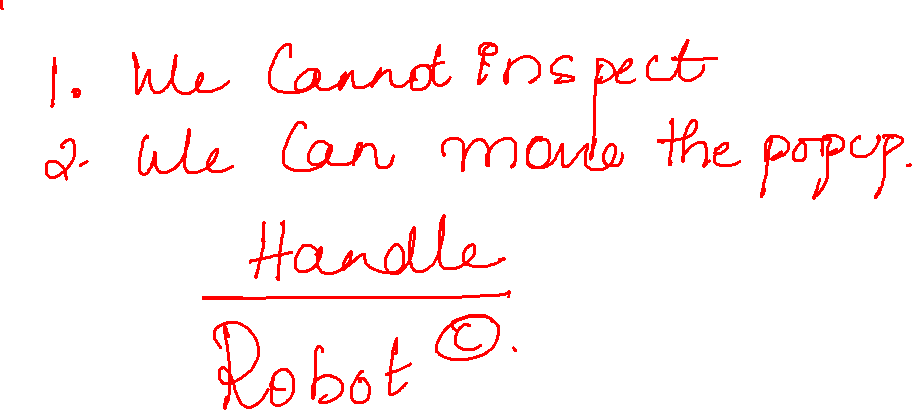 1. We Cannot inspect
2. We Can move the popup.
Handle
Robot ©.